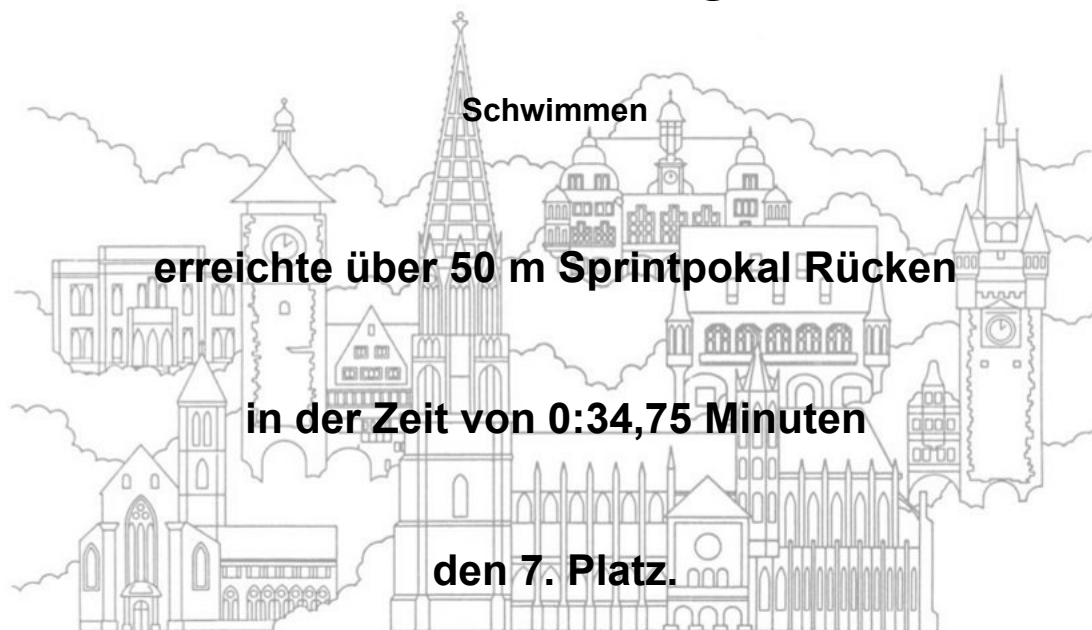 Schwimmen
erreichte über 50 m Sprintpokal Rücken
in der Zeit von 0:34,75 Minuten
den 7. Platz.